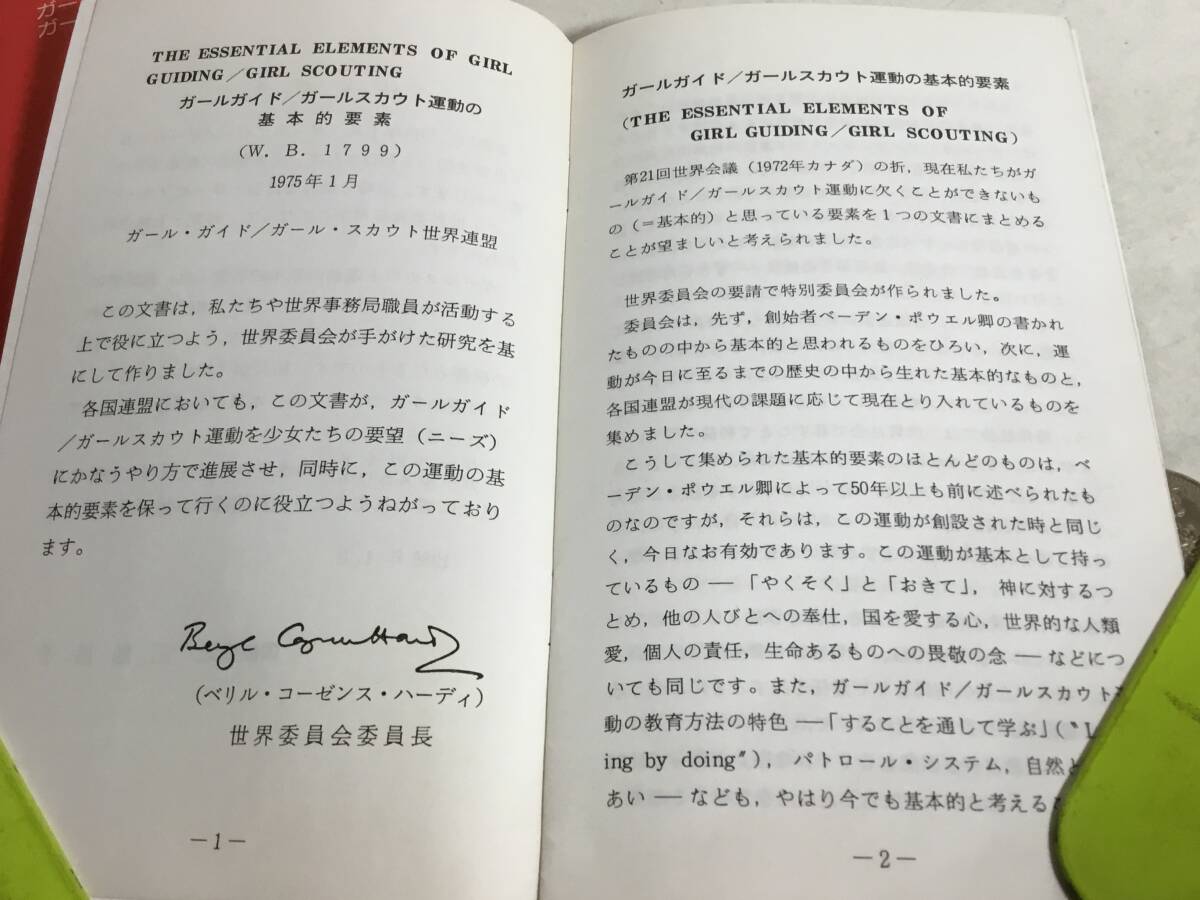 ガー
ガー
THE ESSENTIAL ELEMENTS OF GIRL
GUIDING／GIRL SCOUTING
ガールガイド／ガールスカウト運動の
基本的要素
(W. B. 1799)
1975年1月
ガール・ガイド／ガール・スカウト世界連盟
この文書は，私たちや世界事務局職員が活動する
上で役に立つよう，世界委員会が手がけた研究を基
にして作りました。
各国連盟においても，この文書が，ガールガイド
／ガールスカウト運動を少女たちの要望（ニーズ）
にかなうやり方で進展させ，同時に，この運動の基
本的要素を保って行くのに役立つようねがっており
ます。
（ベリル・コーゼンス・ハーディ）
世界委員会委員長
—1—
ガールガイド／ガールスカウト運動の基本的要素
(THE ESSENTIAL ELEMENTS OF
GIRL GUIDING／GIRL SCOUTING)
第21回世界会議（1972年カナダ）の折，現在私たちがガ
ールガイド／ガールスカウト運動に欠くことができないも
の（＝基本的）と思っている要素を1つの文書にまとめる
ことが望ましいと考えられました。
世界委員会の要請で特別委員会が作られました。
委員会は，先ず，創始者ベーデン・ポウエル卿の書かれ
たものの中から基本的と思われるものをひろい，次に，運
動が今日に至るまでの歴史の中から生れた基本的なものと，
各国連盟が現代の課題に応じて現在とり入れているものを
集めました。
こうして集められた基本的要素のほとんどのものは，ベ
ーデン・ポウエル卿によって50年以上も前に述べられたも
のなのですが，それらは，この運動が創設された時と同じ
く，今日なお有効であります。この運動が基本として持っ
ているもの —「やくそく」と「おきて」，神に対するつ
とめ，他の人びとへの奉仕，国を愛する心，世界的な人類
愛，個人の責任，生命あるものへの畏敬の念 — などにつ
いても同じです。また，ガールガイド／ガールスカウト
動の教育方法の特色 —「することを通して学ぶ」("L
ing by doing")，パトロール・システム，自然と
あい — なども，やはり今でも基本的と考える
—2—